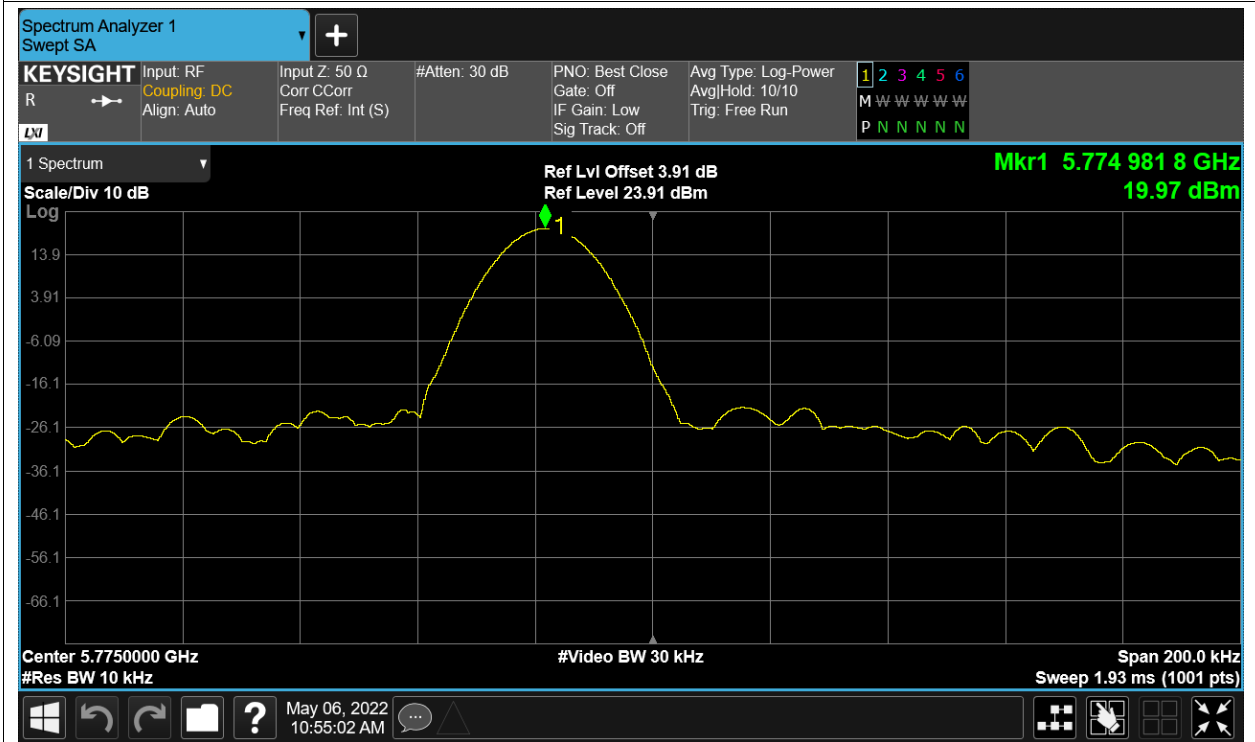 Spectrum Analyzer 1
Swept SA
+
KEYSIGHT
R
LXI
Input: RF
Coupling: DC
Align: Auto
Input Z: 50 Ω
Corr CCorr
Freq Ref: Int (S)
#Atten: 30 dB
PNO: Best Close
Gate: Off
IF Gain: Low
Sig Track: Off
Avg Type: Log-Power
Avg|Hold: 10/10
Trig: Free Run
1 2 3 4 5 6
M W W W W W
P N N N N N
1 Spectrum
Scale/Div 10 dB
Log
Ref Lvl Offset 3.91 dB
Ref Level 23.91 dBm
Mkr1 5.774 981 8 GHz
19.97 dBm
1
13.9
3.91
-6.09
-16.1
-26.1
-36.1
-46.1
-56.1
-66.1
Center 5.7750000 GHz
#Res BW 10 kHz
#Video BW 30 kHz
Span 200.0 kHz
Sweep 1.93 ms (1001 pts)
?
May 06, 2022
10:55:02 AM